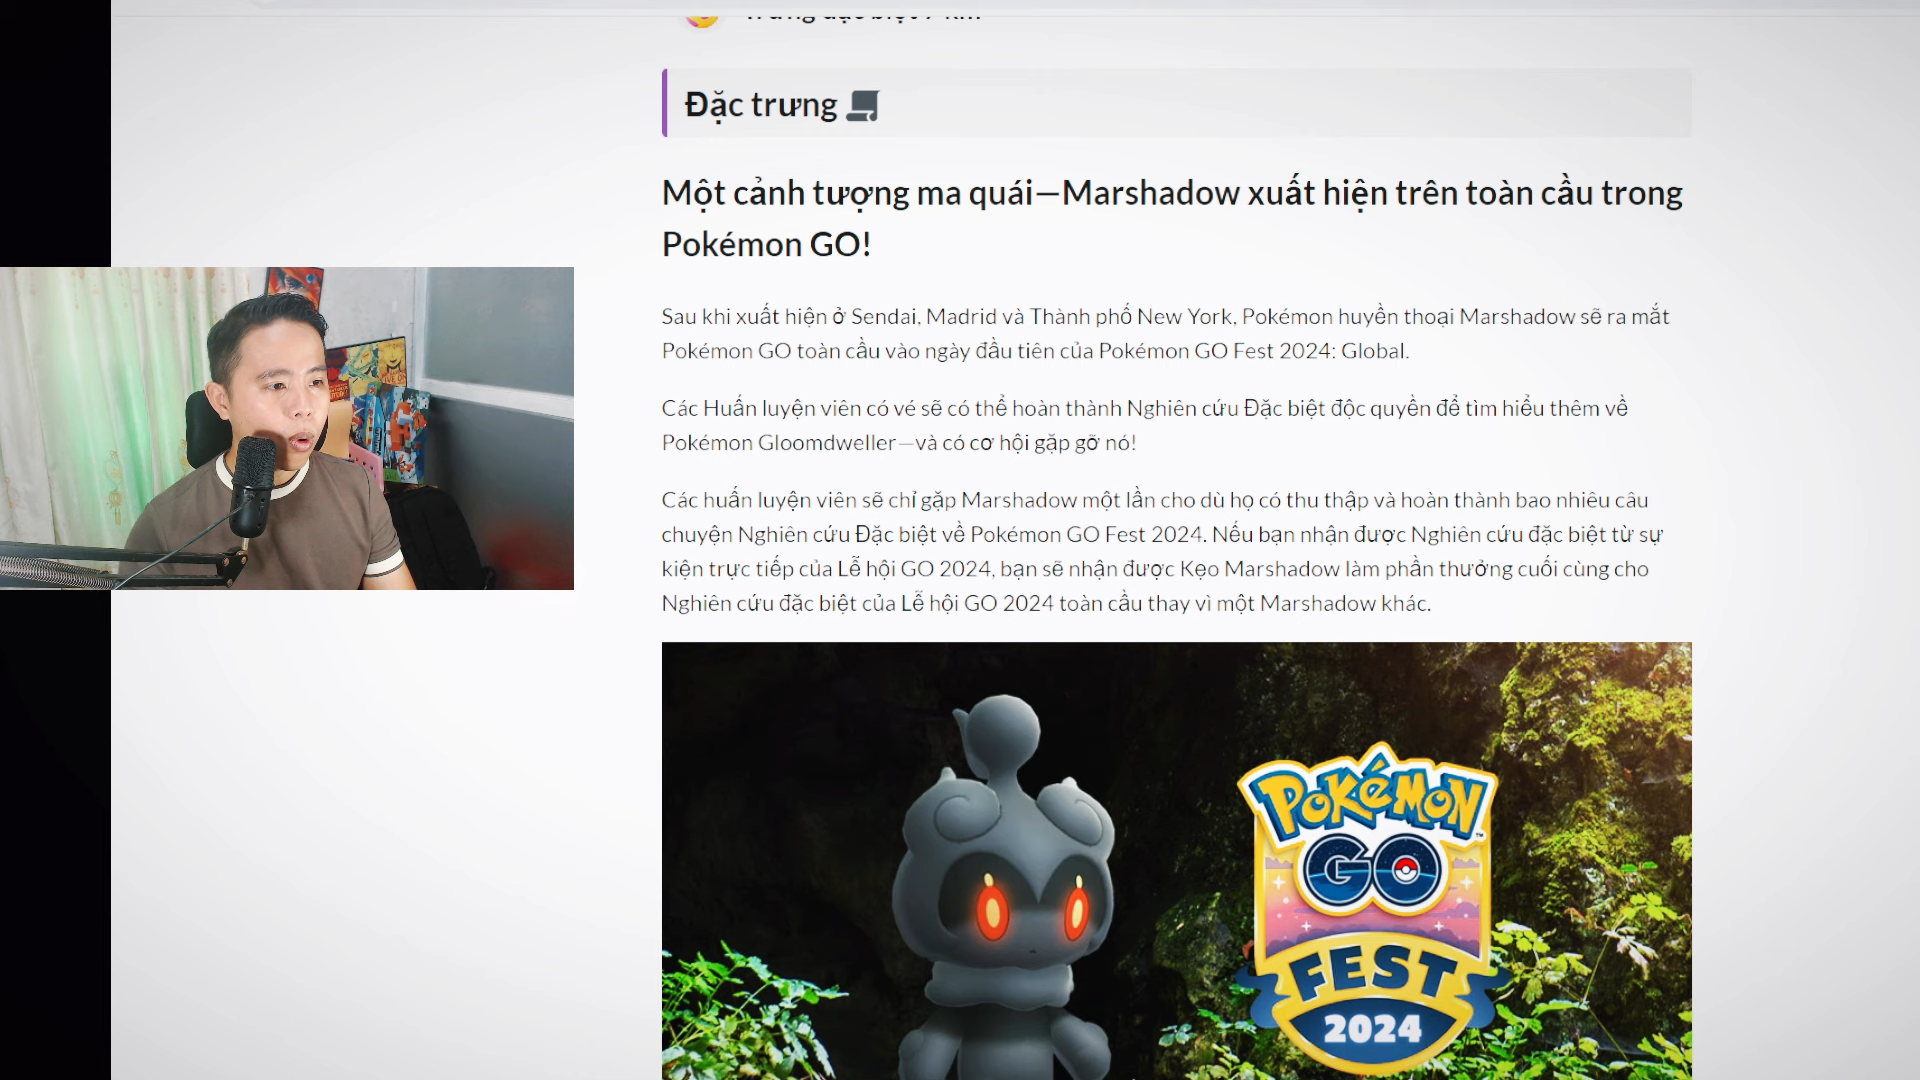 Đặc trưng
Một cảnh tượng ma quái—Marshadow xuất hiện trên toàn cầu trong
Pokémon GO!
Sau khi xuất hiện ở Sendai, Madrid và Thành phố New York, Pokémon huyền thoại Marshadow sẽ ra mắt
Pokémon GO toàn cầu vào ngày đầu tiên của Pokémon GO Fest 2024: Global.
Các Huấn luyện viên có vé sẽ có thể hoàn thành Nghiên cứu Đặc biệt độc quyền để tìm hiểu thêm về
Pokémon Gloomdweller—và có cơ hội gặp gỡ nó!
Các huấn luyện viên sẽ chỉ gặp Marshadow một lần cho dù họ có thu thập và hoàn thành bao nhiêu câu
chuyện Nghiên cứu Đặc biệt về Pokémon GO Fest 2024. Nếu bạn nhận được Nghiên cứu đặc biệt từ sự
kiện trực tiếp của Lễ hội GO 2024, bạn sẽ nhận được Kẹo Marshadow làm phần thưởng cuối cùng cho
Nghiên cứu đặc biệt của Lễ hội GO 2024 toàn cầu thay vì một Marshadow khác.
POKéMON
GO
FEST
2024